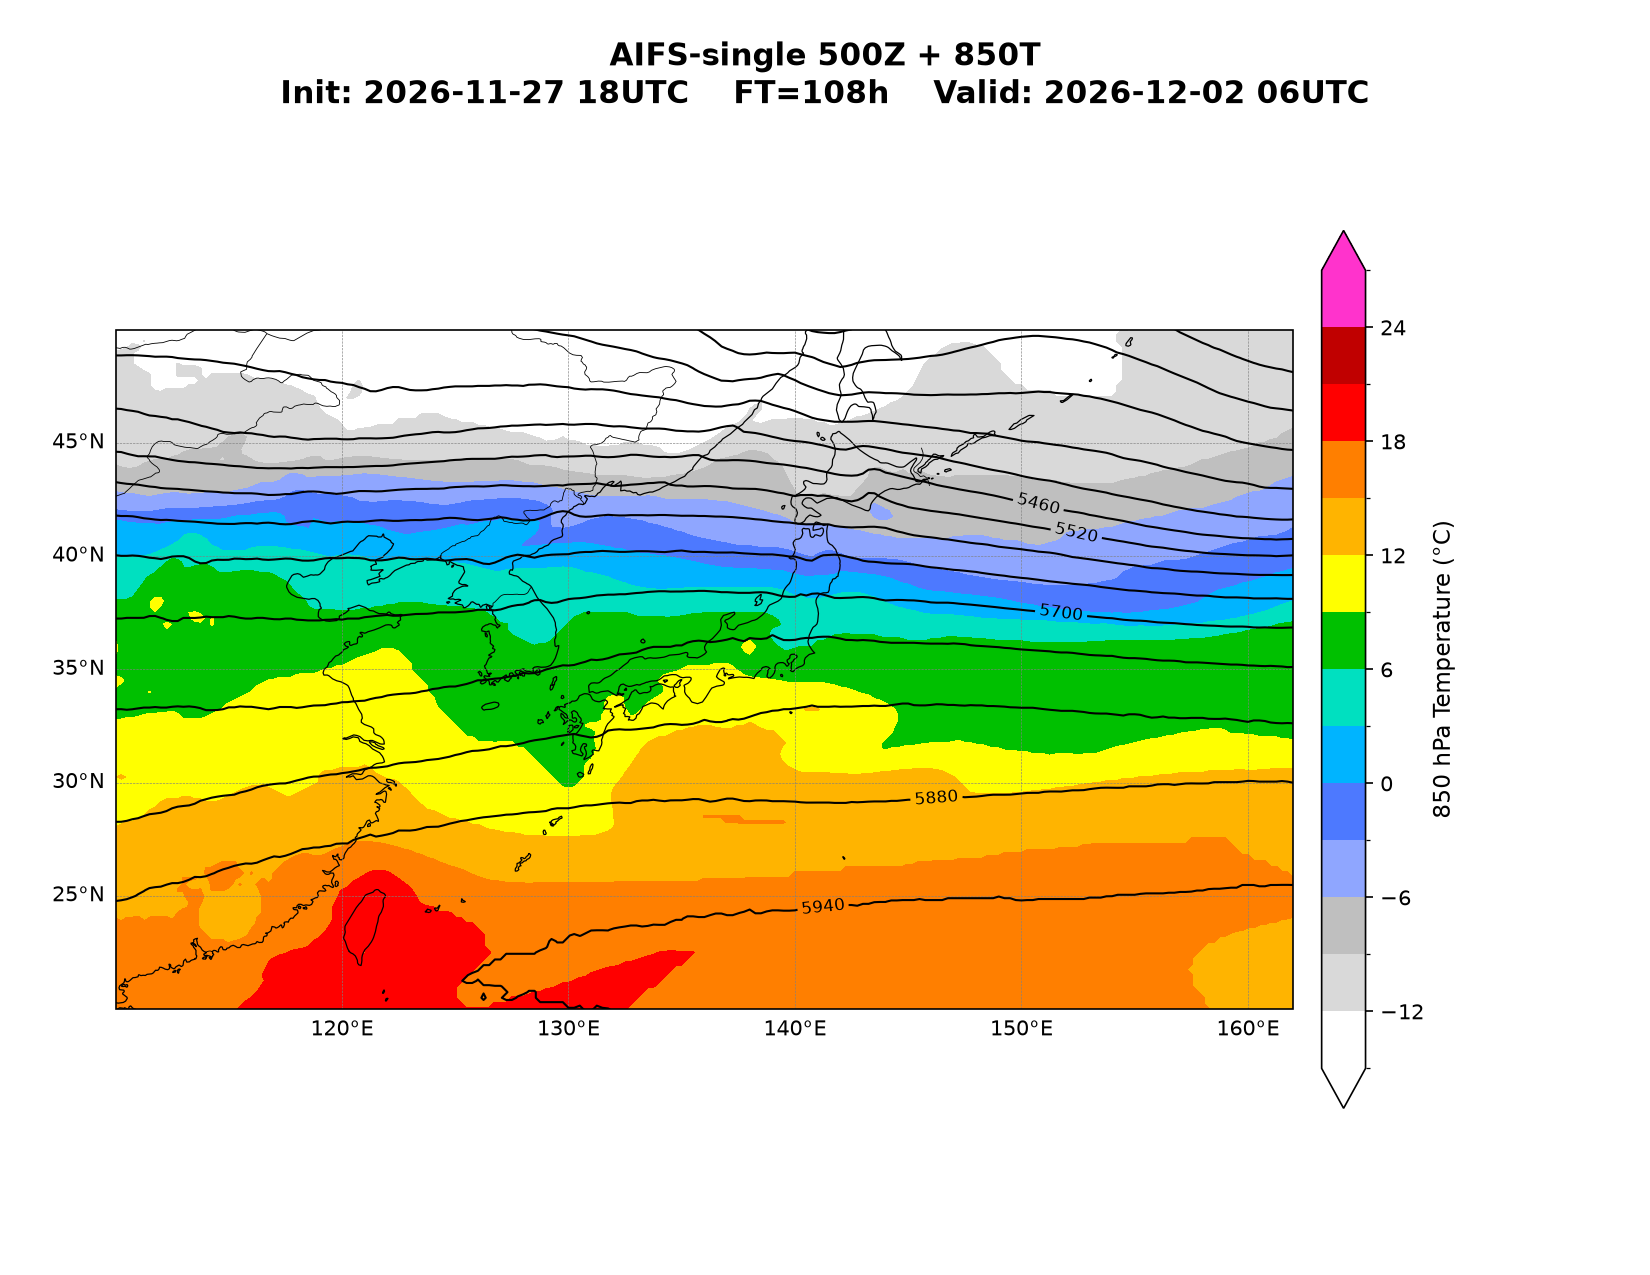 AIFS-single 500Z + 850T
Init: 2026-11-27 18UTC    FT=108h    Valid: 2026-12-02 06UTC
45°N
40°N
35°N
30°N
25°N
120°E
130°E
140°E
150°E
160°E
5460
5520
5700
5880
5940
24
18
12
6
0
−6
−12
850 hPa Temperature (°C)